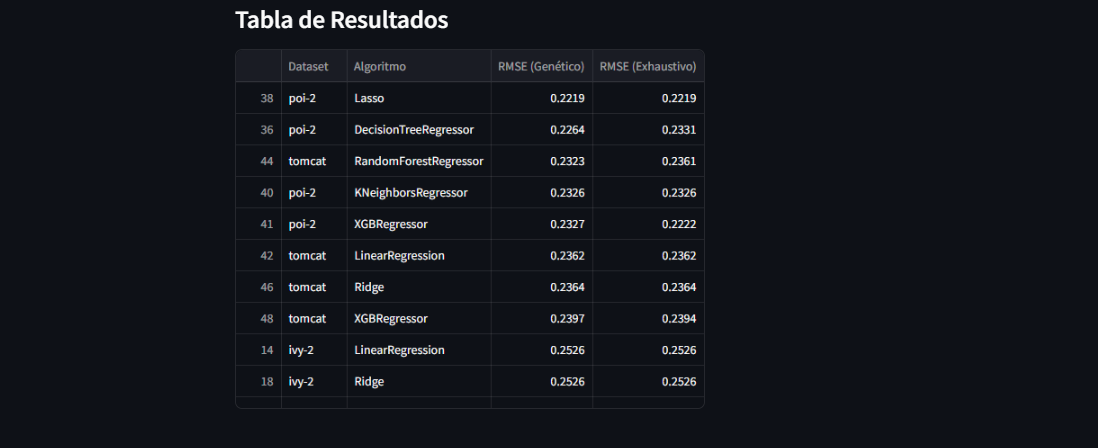 Tabla de Resultados
Dataset Algoritmo RMSE (Genético) RMSE (Exhaustivo)
38 poi-2 Lasso 0.2219 0.2219
36 poi-2 DecisionTreeRegressor 0.2264 0.2331
44 tomcat RandomForestRegressor 0.2323 0.2361
40 poi-2 KNeighborsRegressor 0.2326 0.2326
41 poi-2 XGBRegressor 0.2327 0.2222
42 tomcat LinearRegression 0.2362 0.2362
46 tomcat Ridge 0.2364 0.2364
48 tomcat XGBRegressor 0.2397 0.2394
14 ivy-2 LinearRegression 0.2526 0.2526
18 ivy-2 Ridge 0.2526 0.2526